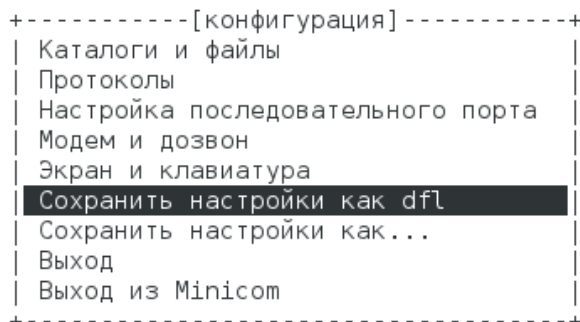 +-----------[конфигурация]-----------+
| Каталоги и файлы |
| Протоколы |
| Настройка последовательного порта |
| Модем и дозвон |
| Экран и клавиатура |
| Сохранить настройки как dfl |
| Сохранить настройки как... |
| Выход |
| Выход из Minicom |
+------------------------------------+